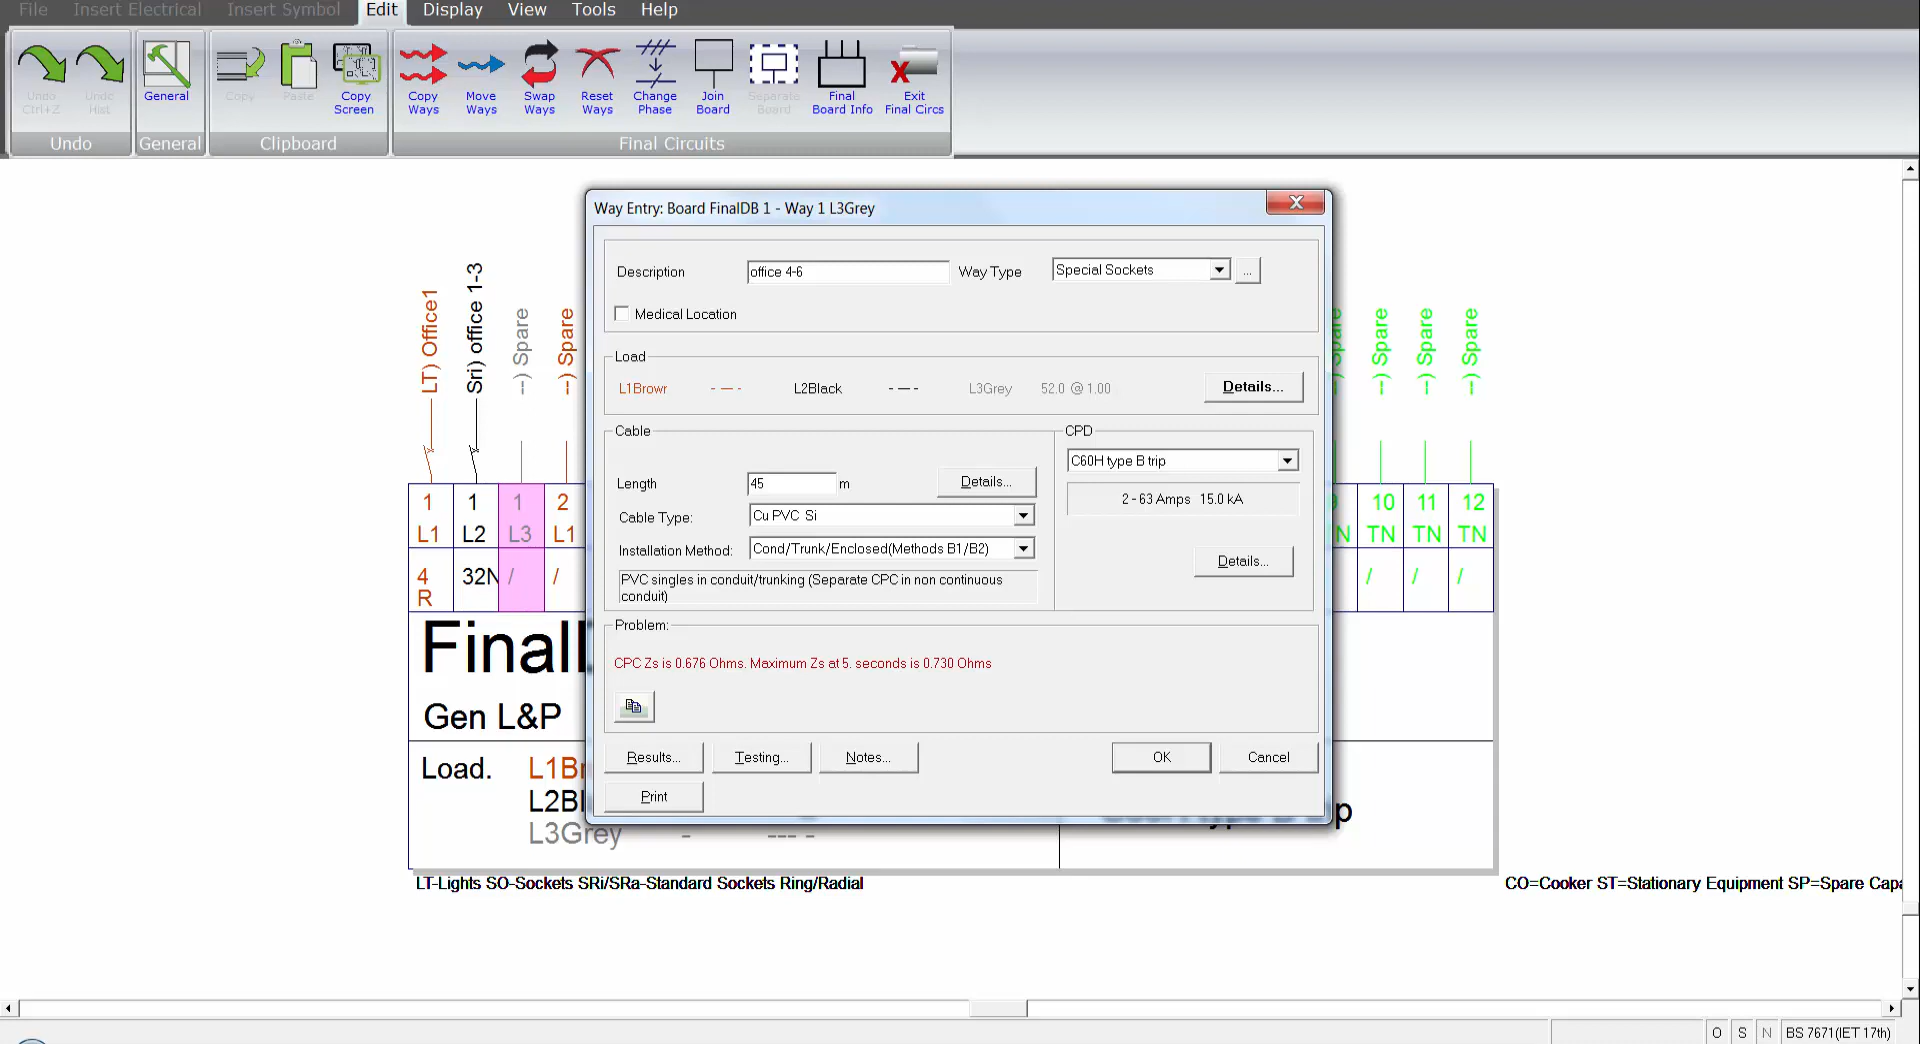 File Insert Electrical Insert Symbol Edit Display View Tools Help
Undo Ctrl+Z
Undo Hist
General
Copy
Paste
Copy Screen
Copy Ways
Move Ways
Swap Ways
Reset Ways
Change Phase
Join Board
Separate Board
Final Board Info
Exit Final Circs
Undo General Clipboard Final Circuits
Way Entry: Board FinalDB 1 - Way 1 L3Grey
Description office 4-6 Way Type Special Sockets ...
Medical Location
Load
L1Browr - — - L2Black - — - L3Grey 52.0 @ 1.00 Details...
Cable
Length 45 m Details...
Cable Type: Cu PVC Si
Installation Method: Cond/Trunk/Enclosed(Methods B1/B2)
PVC singles in conduit/trunking (Separate CPC in non continuous
conduit)
CPD
C60H type B trip
2 - 63 Amps 15.0 kA
Details...
Problem:
CPC Zs is 0.676 Ohms. Maximum Zs at 5. seconds is 0.730 Ohms
Results... Testing... Notes... OK Cancel
Print
LT) Office1
Sri) office 1-3
--) Spare
--) Spare
--) Spare
--) Spare
--) Spare
--) Spare
1 1 1 2 10 11 12
L1 L2 L3 L1 TN TN TN TN
4 32N / / / / /
R
Final
Gen L&P
Load. L1Br
L2Bl
L3Grey - --- -
LT-Lights SO-Sockets SRi/SRa-Standard Sockets Ring/Radial
CO=Cooker ST=Stationary Equipment SP=Spare Capa
O S N BS 7671(IET 17th)